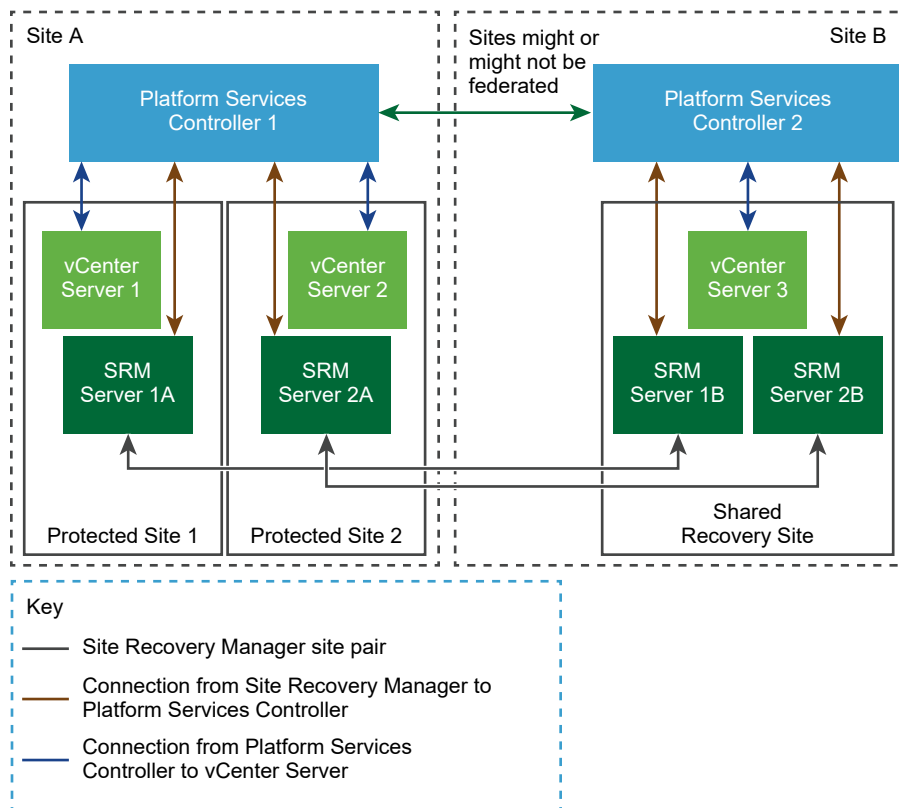 Site A
Sites might or
might not be
federated
Site B
Platform Services
Controller 1
Platform Services
Controller 2
vCenter
Server 1
vCenter
Server 2
vCenter
Server 3
SRM
Server 1A
SRM
Server 2A
SRM
Server 1B
SRM
Server 2B
Protected Site 1
Protected Site 2
Shared
Recovery Site
Key
Site Recovery Manager site pair
Connection from Site Recovery Manager to
Platform Services Controller
Connection from Platform Services
Controller to vCenter Server